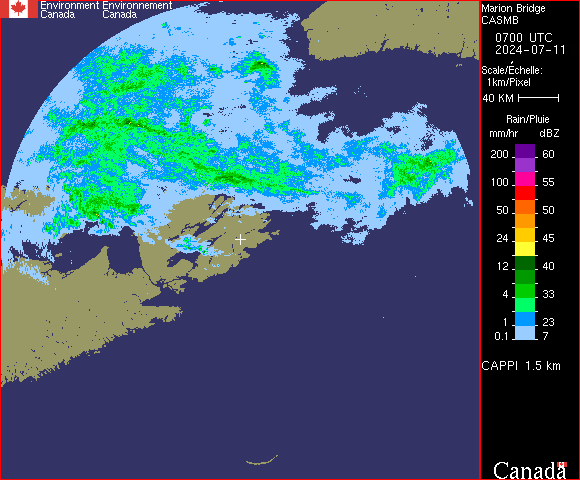 Environment Environnement
Canada Canada
Marion Bridge
CASMB
0700 UTC
2024-07-11
Scale/Échelle:
1km/Pixel
40 KM
Rain/Pluie
mm/hr dBZ
200 60
100 55
50 50
24 45
12 40
4 33
1 23
0.1 7
CAPPI 1.5 km
Canada